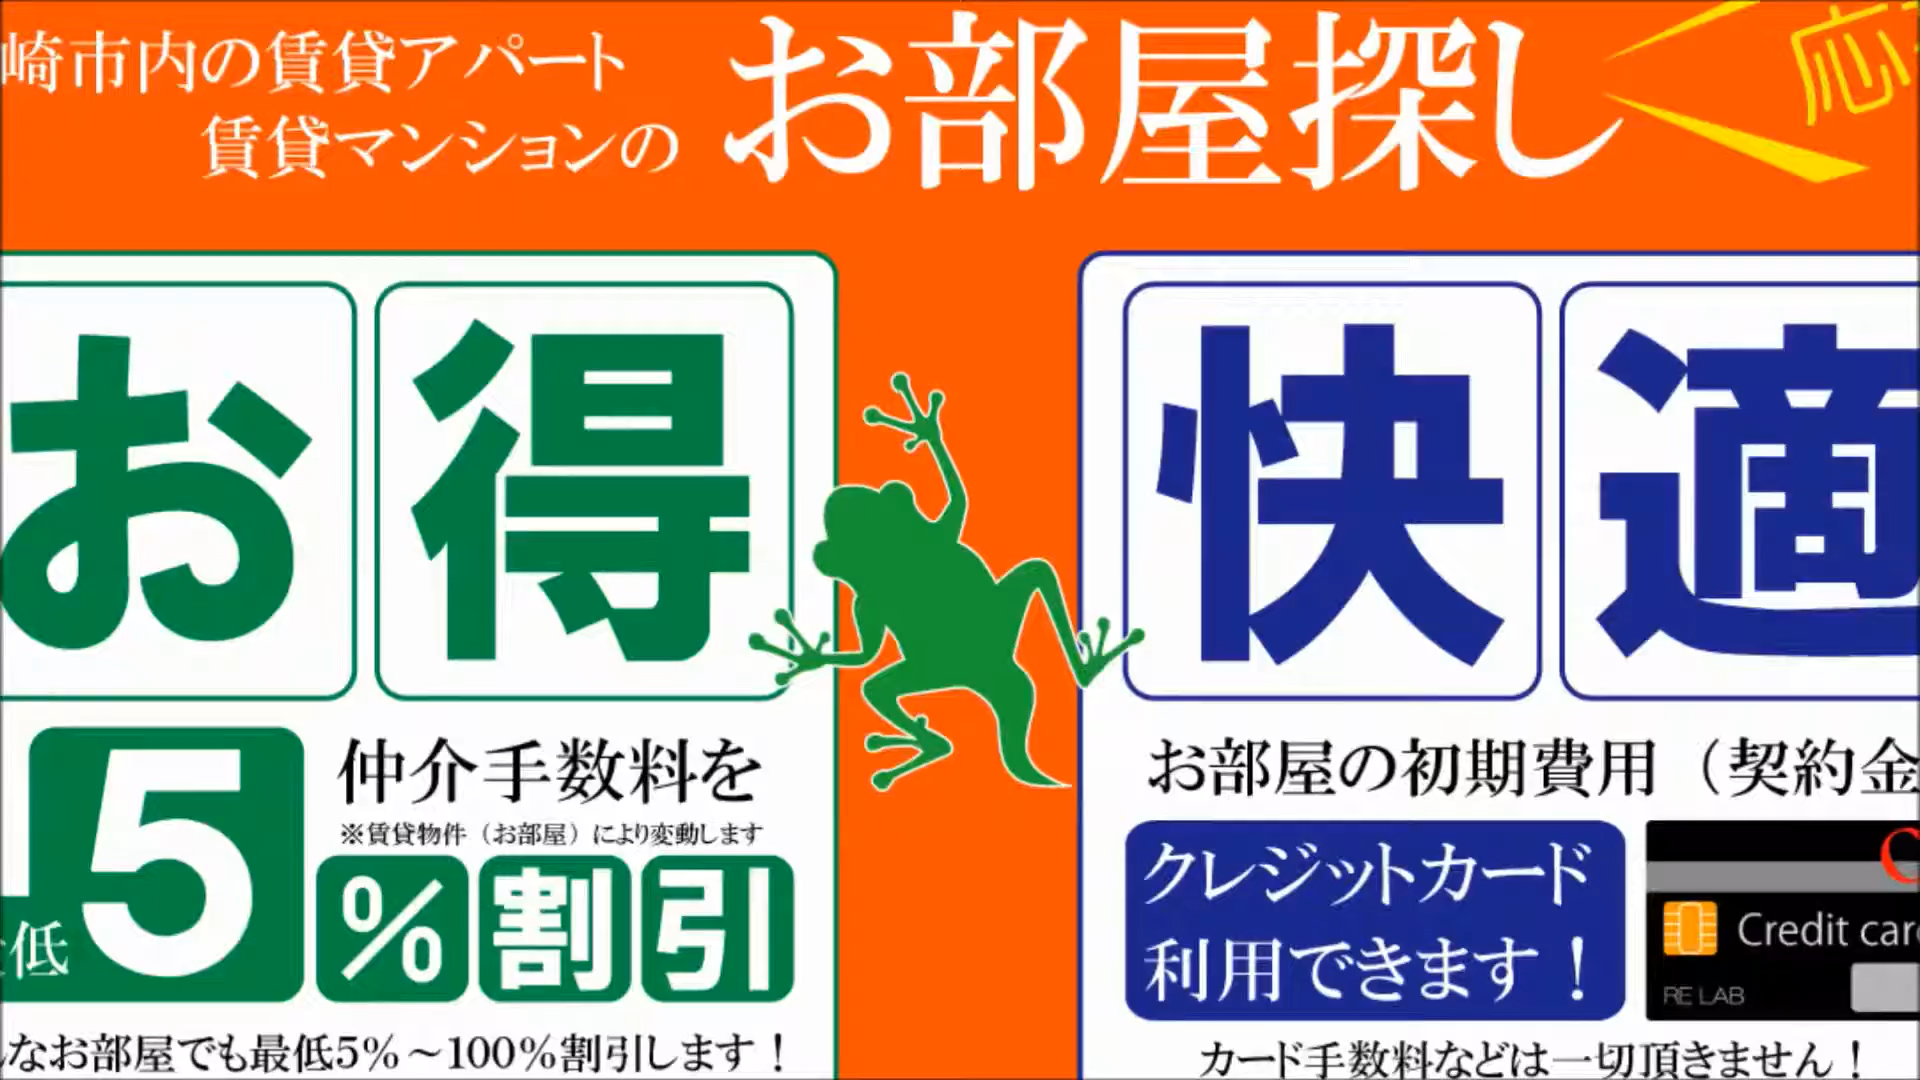 崎市内の賃貸アパート
賃貸マンションの
お部屋探し
応
お得
快適
5
低
仲介手数料を
※賃貸物件（お部屋）により変動します
%割引
なお部屋でも最低5％～100％割引します！
お部屋の初期費用（契約金
クレジットカード
利用できます！
C
Credit car
RE LAB
カード手数料などは一切頂きません！